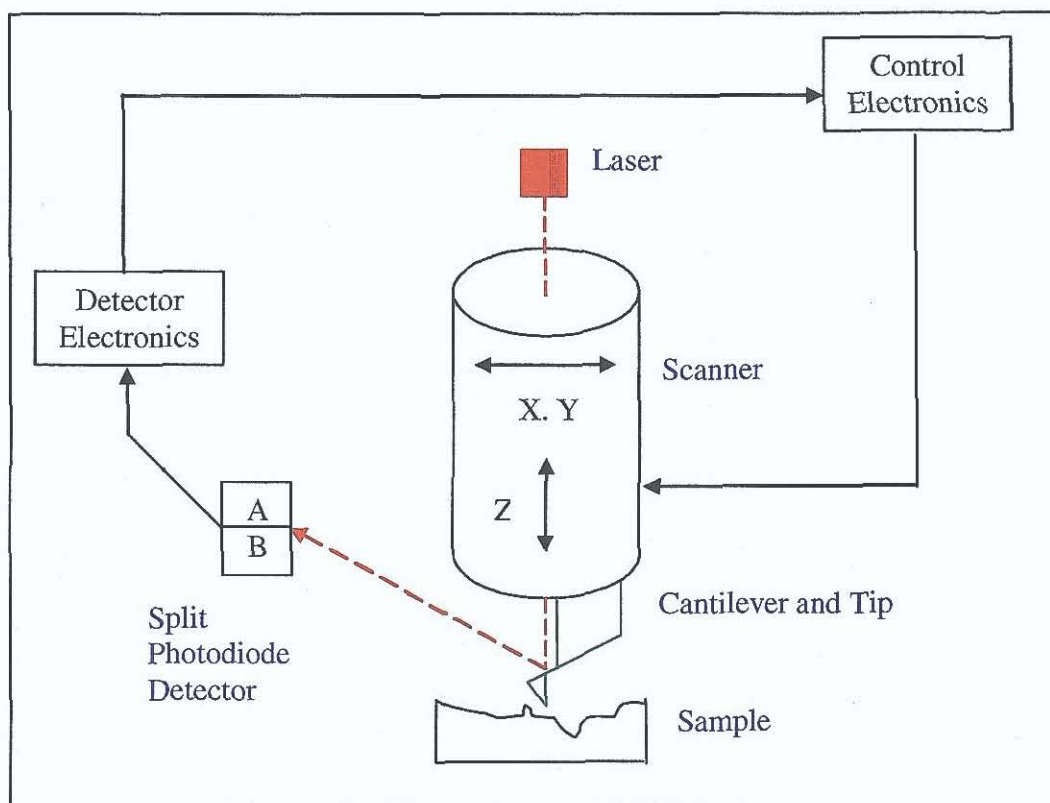 Control
Electronics
Laser
Detector
Electronics
Scanner
X. Y
Z
A
B
Cantilever and Tip
Split
Photodiode
Detector
Sample